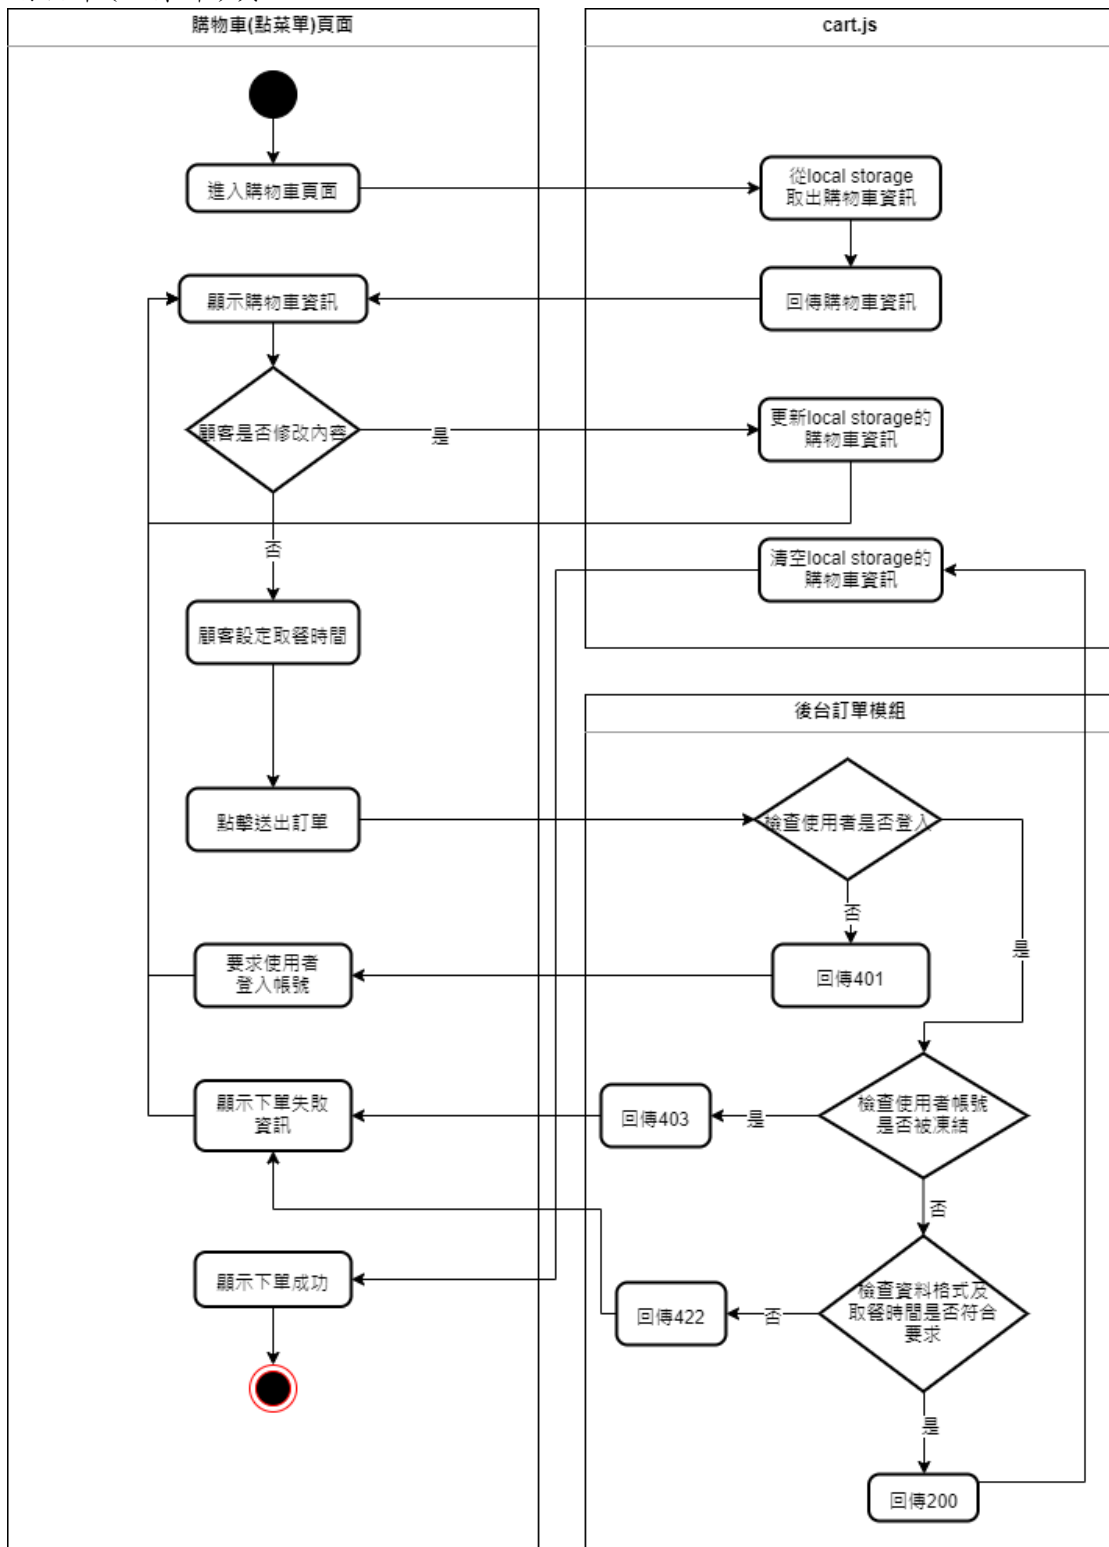 購物車(點菜單)頁面
cart.js
進入購物車頁面
從local storage
取出購物車資訊
顯示購物車資訊
回傳購物車資訊
顧客是否修改內容
是
更新local storage的
購物車資訊
否
清空local storage的
購物車資訊
顧客設定取餐時間
後台訂單模組
點擊送出訂單
檢查使用者是否登入
否
是
要求使用者
登入帳號
回傳401
顯示下單失敗
資訊
回傳403
是
檢查使用者帳號
是否被凍結
否
顯示下單成功
回傳422
否
檢查資料格式及
取餐時間是否符合
要求
是
回傳200